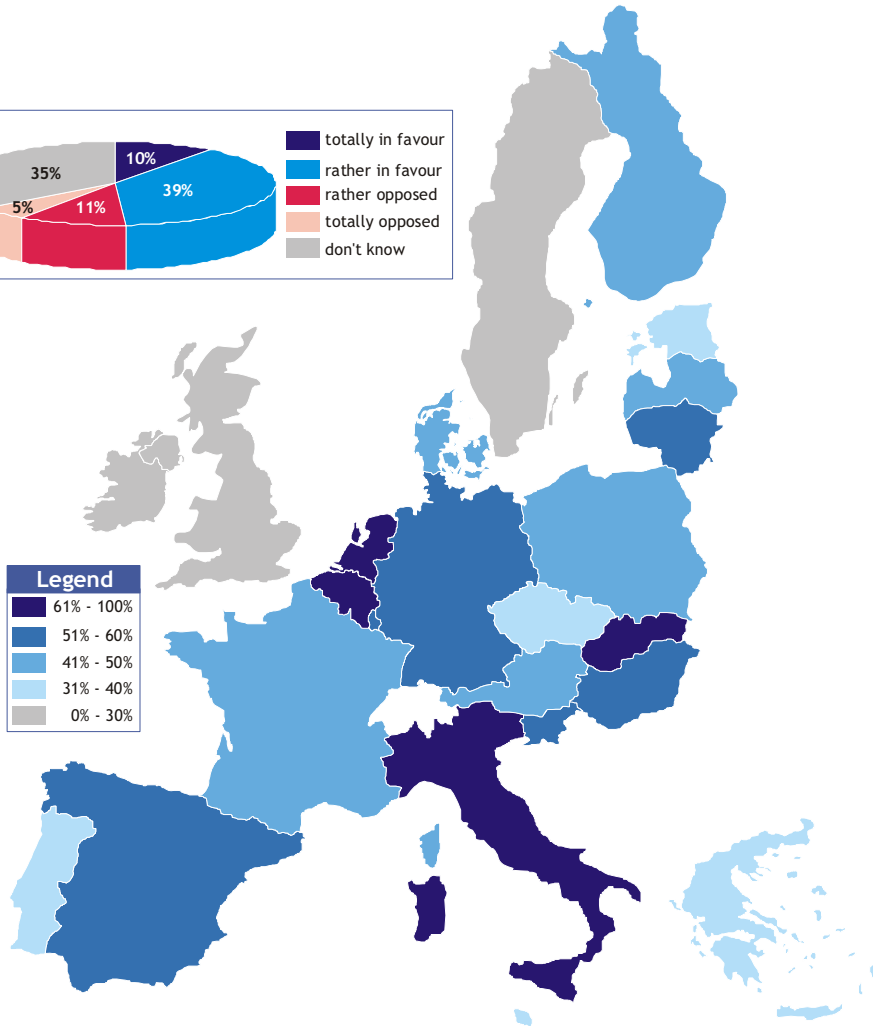 totally in favour
10%
35%
rather in favour
39%
rather opposed
5%
11%
totally opposed
don't know
Legend
61% - 100%
51% - 60%
41% - 50%
31% - 40%
0% - 30%